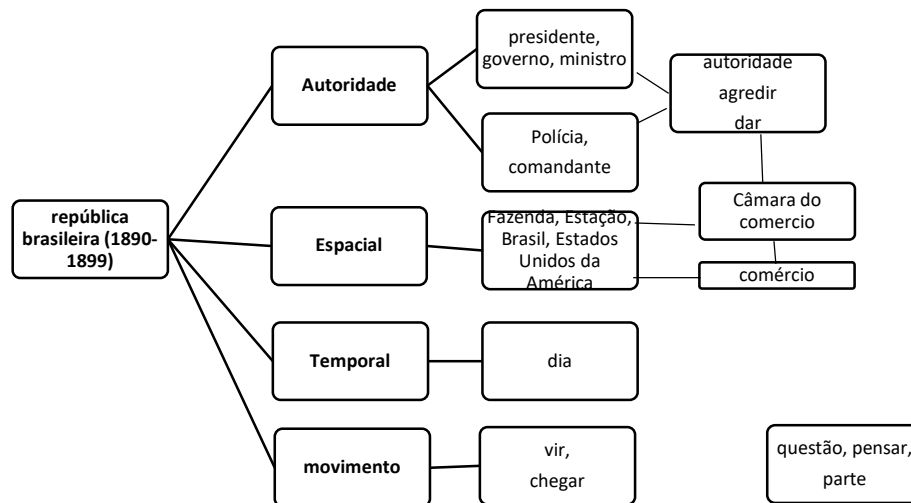 república
brasileira (1890-
1899)
Autoridade
presidente,
governo, ministro
Polícia,
comandante
autoridade
agredir
dar
Espacial
Fazenda, Estação,
Brasil, Estados
Unidos da
América
Câmara do
comercio
comércio
Temporal
dia
movimento
vir,
chegar
questão, pensar,
parte